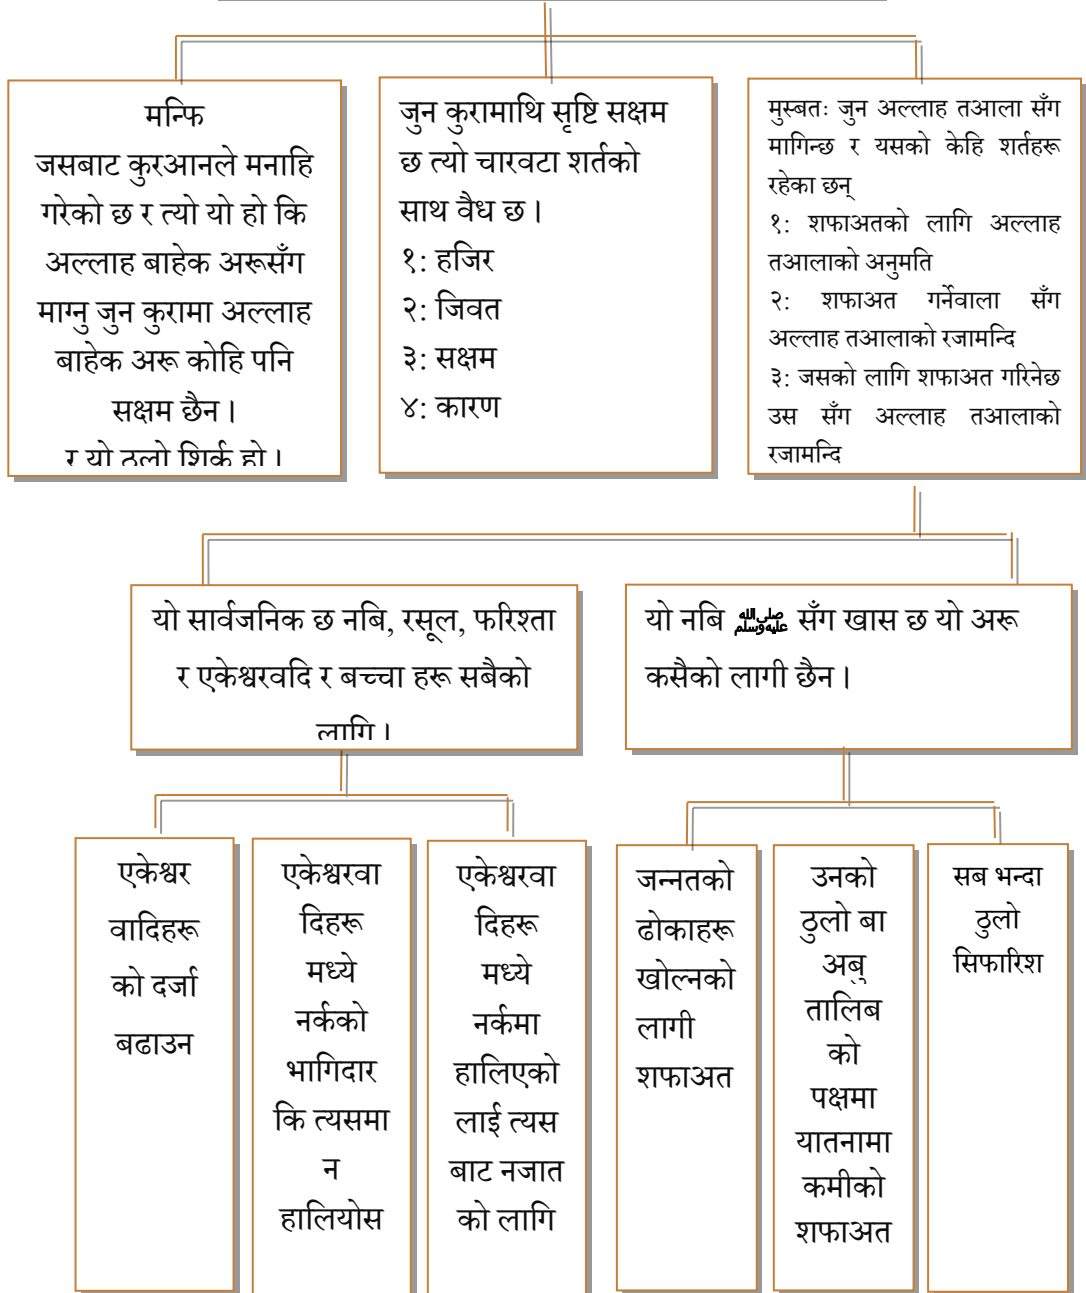 मन्फि
जसबाट कुरआनले मनाहि
गरेको छ र त्यो यो हो कि
अल्लाह बाहेक अरूसँग
माग्नु जुन कुरामा अल्लाह
बाहेक अरू कोहि पनि
सक्षम छैन।
र यो ठूलो शिर्क हो।
जुन कुरामाथि सृष्टि सक्षम
छ त्यो चारवटा शर्तको
साथ वैध छ।
१: हजिर
२: जिवत
३: सक्षम
४: कारण
मुस्बतः जुन अल्लाह तआला सँग
मागिन्छ र यसको केहि शर्तहरू
रहेका छन्
१: शफाअतको लागि अल्लाह
तआलाको अनुमति
२: शफाअत गर्नेवाला सँग
अल्लाह तआलाको रजामन्दि
३: जसको लागि शफाअत गरिनेछ
उस सँग अल्लाह तआलाको
रजामन्दि
यो सार्वजनिक छ नबि, रसूल, फरिश्ता
र एकेश्वरवदि र बच्चा हरू सबैको
लागि।
यो नबि ﷺ सँग खास छ यो अरू
कसैको लागी छैन।
एकेश्वर
वादिहरू
को दर्जा
बढाउन
एकेश्वरवा
दिहरू
मध्ये
नर्कको
भागिदार
कि त्यसमा
न
हालियोस
एकेश्वरवा
दिहरू
मध्ये
नर्कमा
हालिएको
लाई त्यस
बाट नजात
को लागि
जन्नतको
ढोकाहरू
खोल्नको
लागी
शफाअत
उनको
ठुलो बा
अबु
तालिब
को
पक्षमा
यातनामा
कमीको
शफाअत
सब भन्दा
ठुलो
सिफारिश